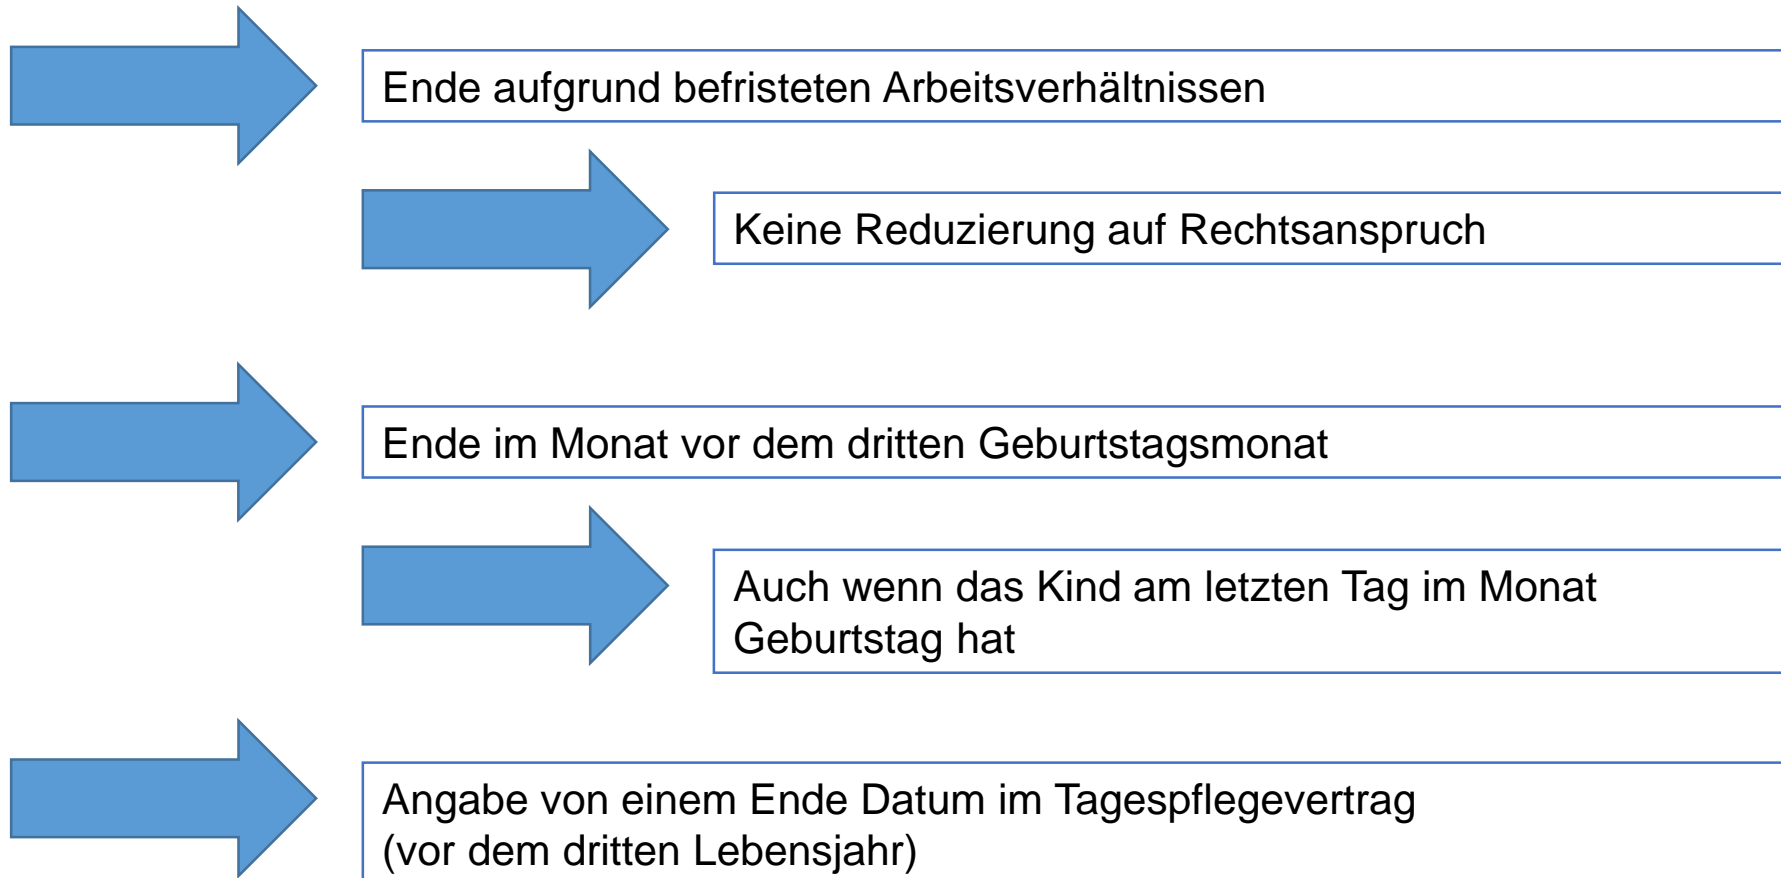 Ende aufgrund befristeten Arbeitsverhältnissen
Keine Reduzierung auf Rechtsanspruch
Ende im Monat vor dem dritten Geburtstagsmonat
Auch wenn das Kind am letzten Tag im Monat
Geburtstag hat
Angabe von einem Ende Datum im Tagespflegevertrag
(vor dem dritten Lebensjahr)